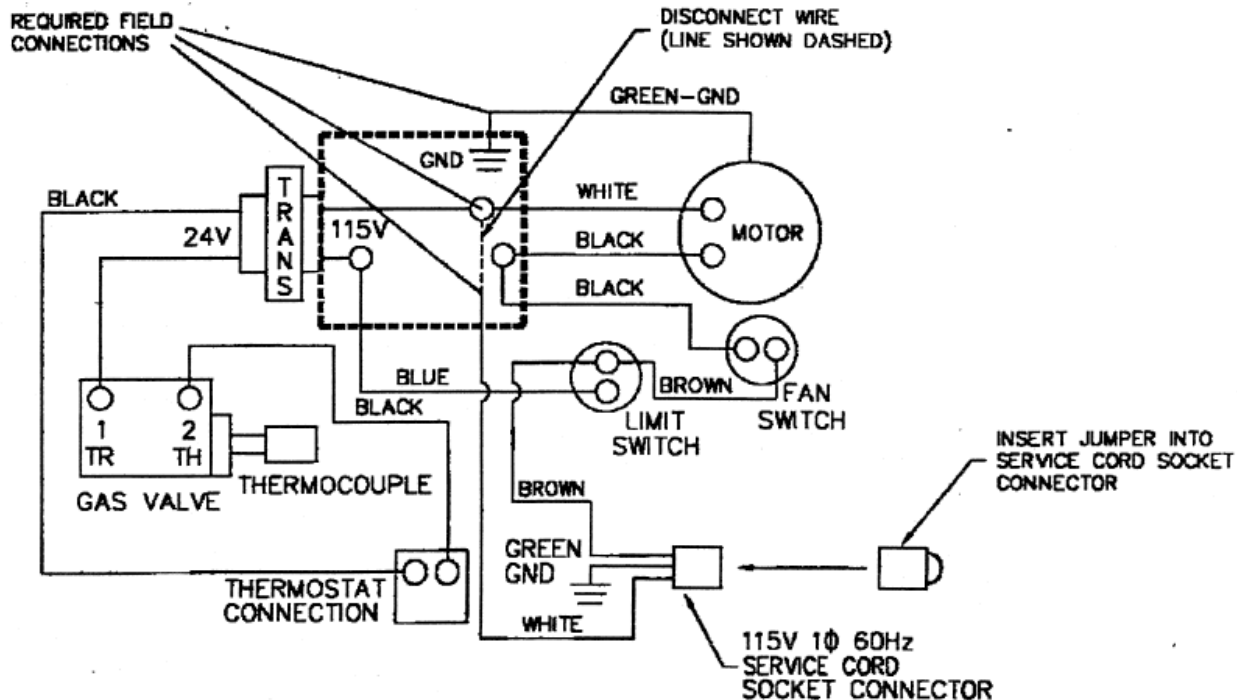 REQUIRED FIELD
CONNECTIONS
DISCONNECT WIRE
(LINE SHOWN DASHED)
GREEN-GND
GND
BLACK
TRANS
24V
115V
WHITE
BLACK
BLACK
MOTOR
BLUE
BLACK
BROWN
LIMIT
SWITCH
FAN
SWITCH
1
TR
2
TH
GAS VALVE
THERMOCOUPLE
INSERT JUMPER INTO
SERVICE CORD SOCKET
CONNECTOR
BROWN
GREEN
GND
THERMOSTAT
CONNECTION
WHITE
115V 1Φ 60Hz
SERVICE CORD
SOCKET CONNECTOR